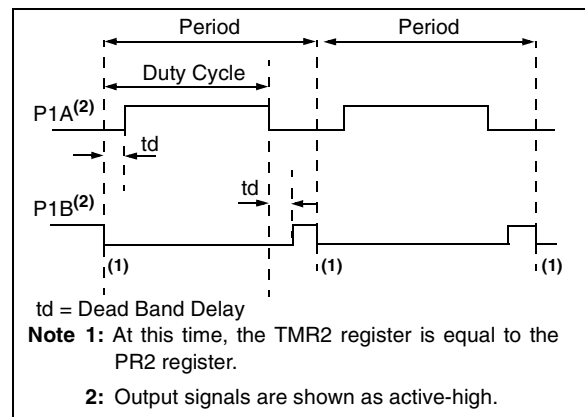 Period Period
Duty Cycle
P1A(2)
td
td
P1B(2)
(1) (1) (1)
td = Dead Band Delay
Note 1: At this time, the TMR2 register is equal to the
PR2 register.
2: Output signals are shown as active-high.